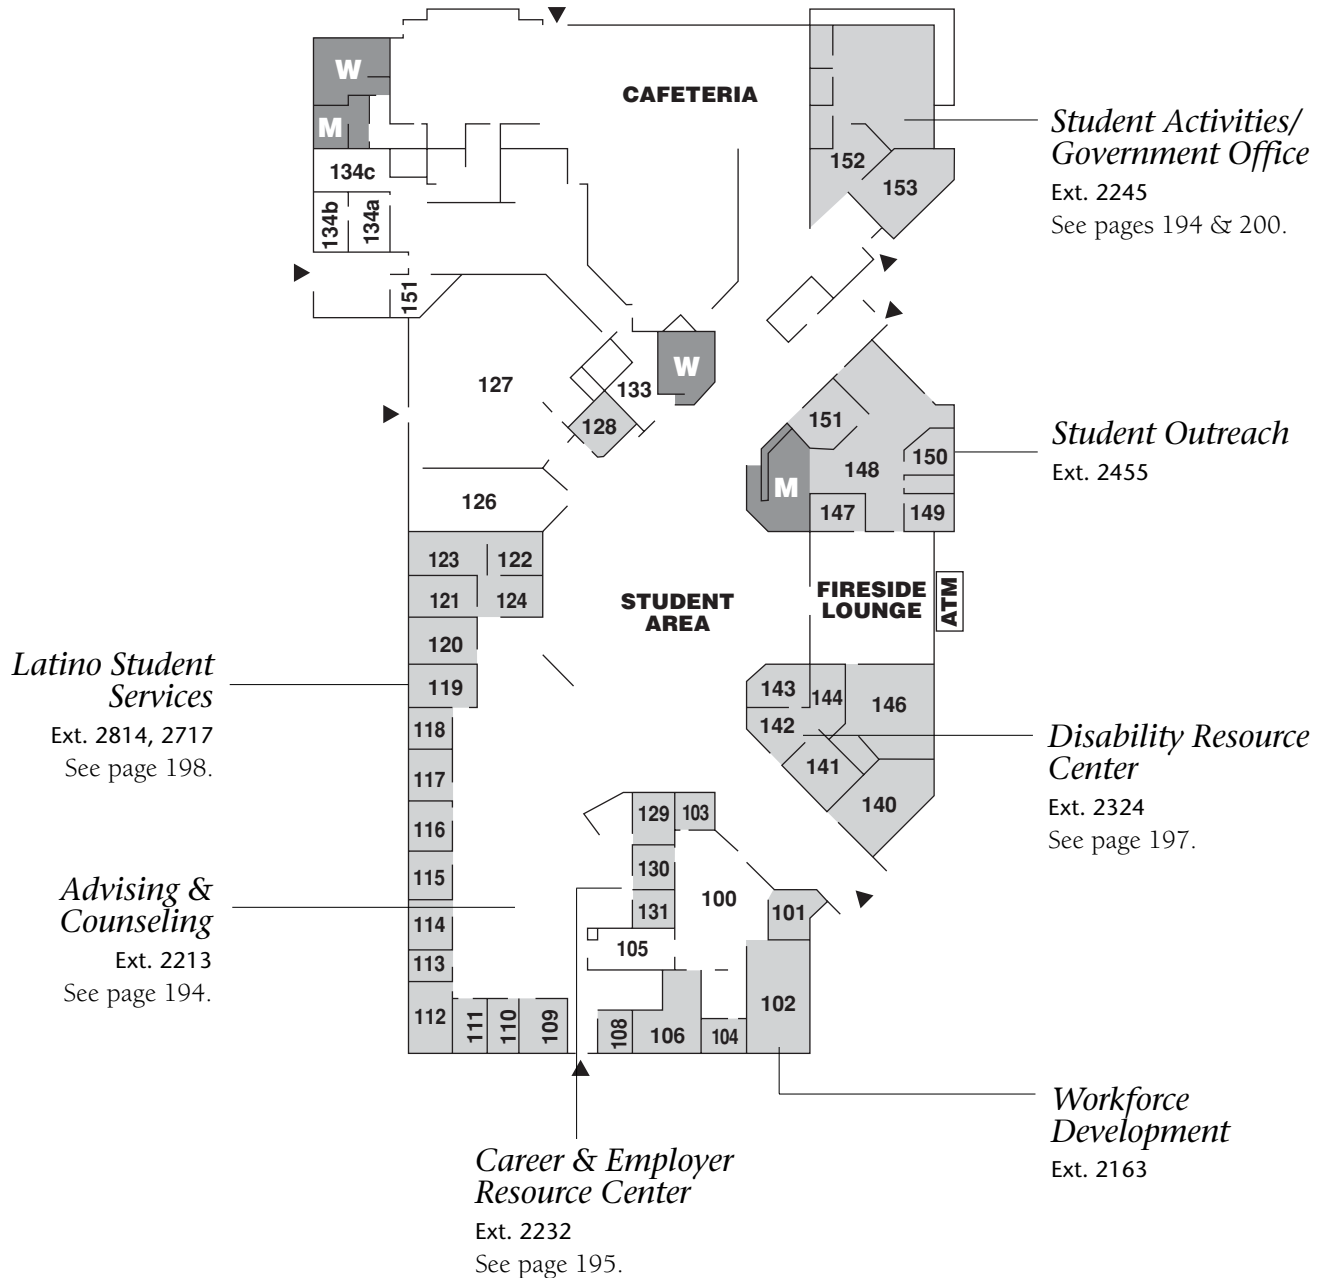 W
CAFETERIA
M
134c
134b
134a
151
152
153
Student Activities/
Government Office
Ext. 2245
See pages 194 & 200.
127
133
W
128
126
151
148
150
M
147
149
Student Outreach
Ext. 2455
123
122
121
124
120
119
118
117
116
115
114
113
112
111
110
109
STUDENT
AREA
FIRESIDE
LOUNGE
ATM
Latino Student
Services
Ext. 2814, 2717
See page 198.
143
144
146
142
141
140
Disability Resource
Center
Ext. 2324
See page 197.
129
103
130
131
100
101
105
102
108
106
104
Advising &
Counseling
Ext. 2213
See page 194.
Career & Employer
Resource Center
Ext. 2232
See page 195.
Workforce
Development
Ext. 2163